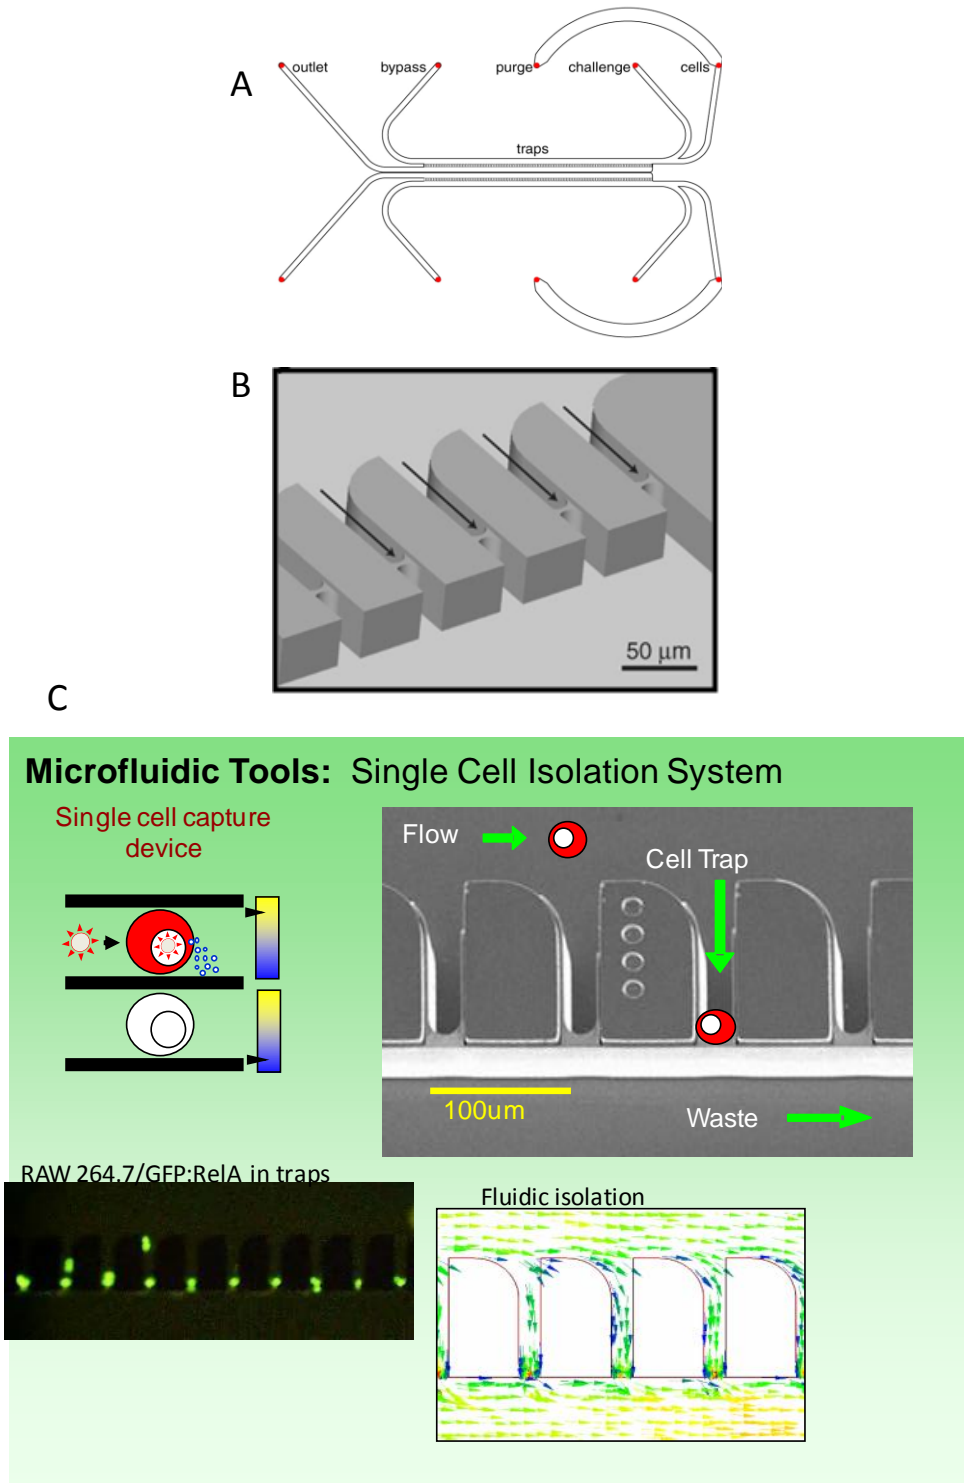 A
outlet bypass purge challenge cells
traps
B
50 μm
C
Microfluidic Tools: Single Cell Isolation System
Single cell capture
device
Flow
Cell Trap
100um
Waste
RAW 264.7/GFP:RelA in traps
Fluidic isolation